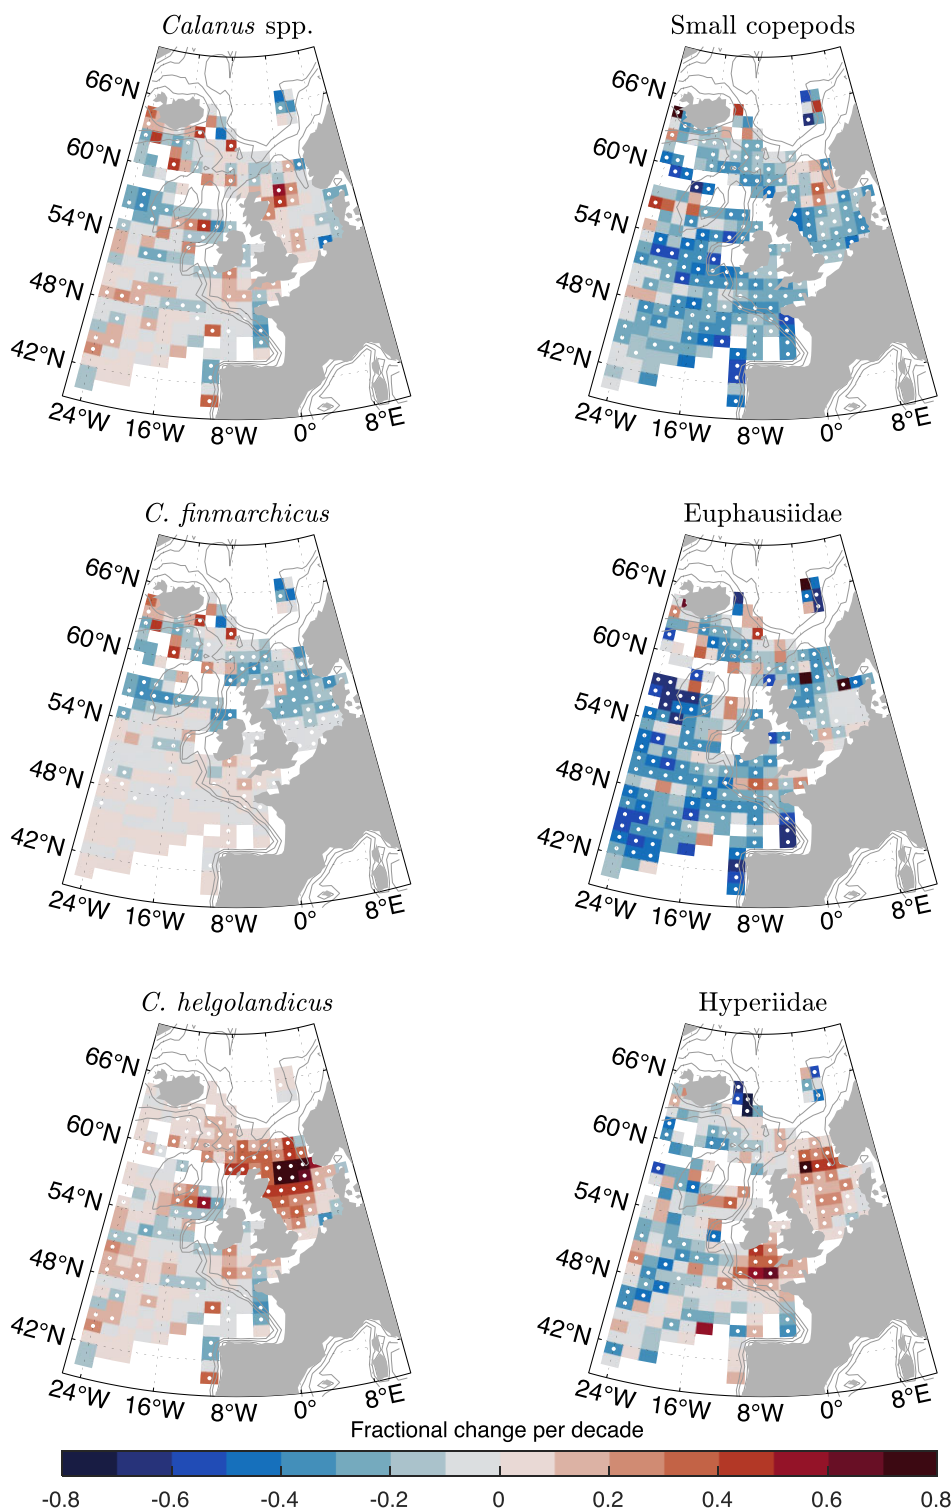 Calanus spp.
Small copepods
66°N
60°N
54°N
48°N
42°N
24°W 16°W 8°W 0° 8°E
66°N
60°N
54°N
48°N
42°N
24°W 16°W 8°W 0° 8°E
C. finmarchicus
Euphausiidae
66°N
60°N
54°N
48°N
42°N
24°W 16°W 8°W 0° 8°E
66°N
60°N
54°N
48°N
42°N
24°W 16°W 8°W 0° 8°E
C. helgolandicus
Hyperiidae
66°N
60°N
54°N
48°N
42°N
24°W 16°W 8°W 0° 8°E
66°N
60°N
54°N
48°N
42°N
24°W 16°W 8°W 0° 8°E
Fractional change per decade
-0.8 -0.6 -0.4 -0.2 0 0.2 0.4 0.6 0.8